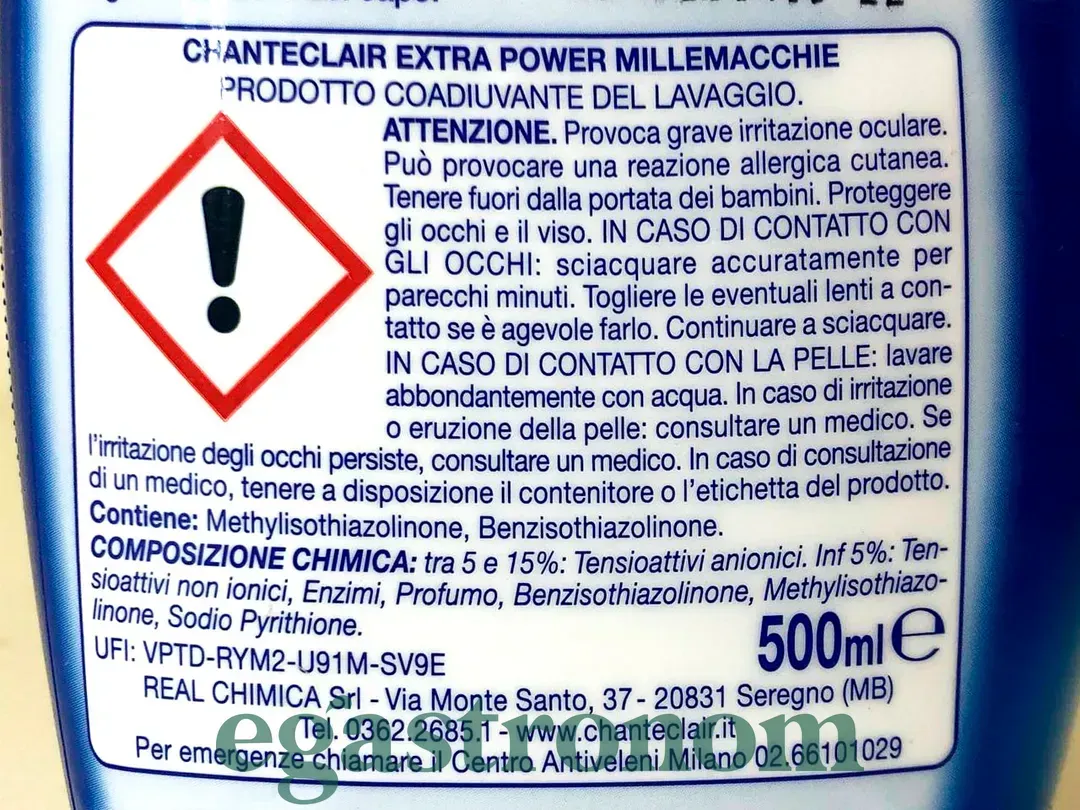 CHANTECLAIR EXTRA POWER MILLEMACCHIE
PRODOTTO COADIUVANTE DEL LAVAGGIO.
ATTENZIONE. Provoca grave irritazione oculare.
Può provocare una reazione allergica cutanea.
Tenere fuori dalla portata dei bambini. Proteggere
gli occhi e il viso. IN CASO DI CONTATTO CON
GLI OCCHI: sciacquare accuratamente per
parecchi minuti. Togliere le eventuali lenti a con-
tatto se è agevole farlo. Continuare a sciacquare.
IN CASO DI CONTATTO CON LA PELLE: lavare
abbondantemente con acqua. In caso di irritazione
o eruzione della pelle: consultare un medico. Se
l'irritazione degli occhi persiste, consultare un medico. In caso di consultazione
di un medico, tenere a disposizione il contenitore o l'etichetta del prodotto.
Contiene: Methylisothiazolinone, Benzisothiazolinone.
COMPOSIZIONE CHIMICA: tra 5 e 15%: Tensioattivi anionici. Inf 5%: Ten-
sioattivi non ionici, Enzimi, Profumo, Benzisothiazolinone, Methylisothiazo-
linone, Sodio Pyrithione.
500ml e
UFI: VPTD-RYM2-U91M-SV9E
REAL CHIMICA Srl - Via Monte Santo, 37 - 20831 Seregno (MB)
Tel. 0362.2685.1 - www.chanteclair.it
Per emergenze chiamare il Centro Antiveleni Milano 02.66101029
egastronom